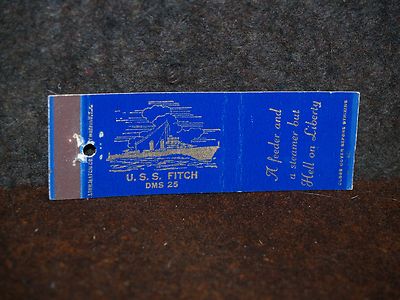 U.S.S. FITCH
DMS 25
A feeder and
a steamer but
Hell on Liberty
CLOSE COVER BEFORE STRIKING